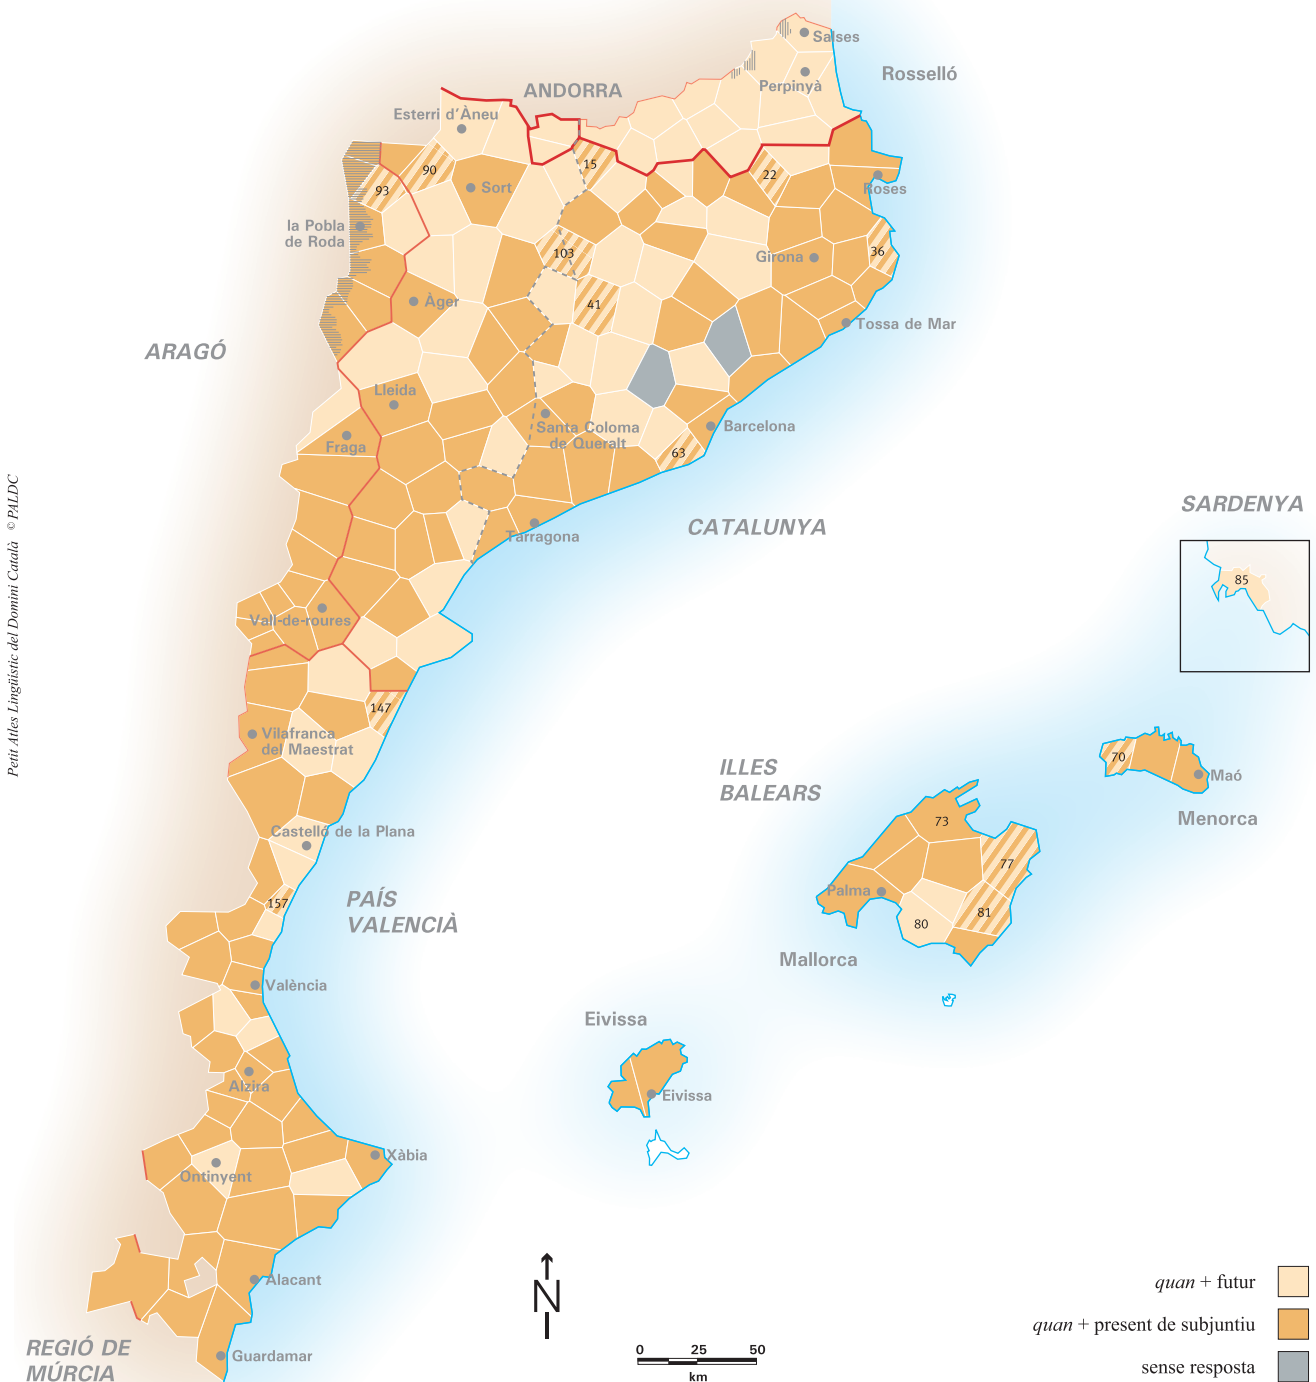 Salses
Rosselló
Perpinyà
ANDORRA
Esterri d'Àneu
15
90
22
93
Sort
Roses
la Pobla
de Roda
103
36
Girona
Àger
41
Tossa de Mar
ARAGÓ
Lleida
Santa Coloma
de Queralt
Barcelona
Fraga
63
CATALUNYA
SARDENYA
Tarragona
85
Vall-de-roures
147
Vilafranca
del Maestrat
70
Maó
ILLES
BALEARS
Menorca
73
Castelló de la Plana
77
Palma
157
81
80
PAÍS
VALENCIÀ
Mallorca
València
Eivissa
Alzira
Eivissa
Xàbia
Ontinyent
Alacant
N
quan + futur
quan + present de subjuntiu
sense resposta
REGIÓ DE
MÚRCIA
Guardamar
0 25 50
km
Petit Atles Lingüístic del Domini Català © PALDC